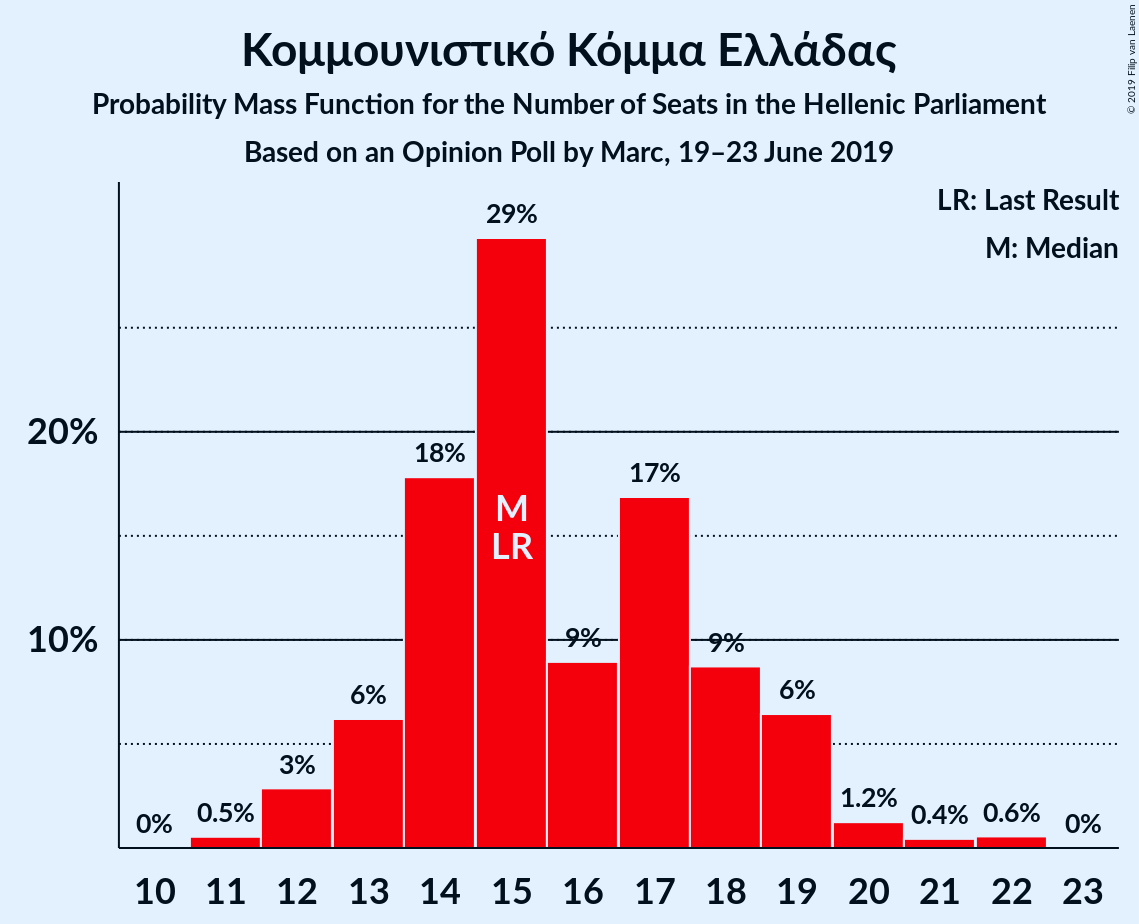 Κομμουνιστικό Κόμμα Ελλάδας
Probability Mass Function for the Number of Seats in the Hellenic Parliament
Based on an Opinion Poll by Marc, 19–23 June 2019
© 2019 Filip van Laenen
LR: Last Result
M: Median
20%
10%
0%
0.5%
3%
6%
18%
29%
9%
17%
9%
6%
1.2%
0.4%
0.6%
0%
M
LR
10 11 12 13 14 15 16 17 18 19 20 21 22 23